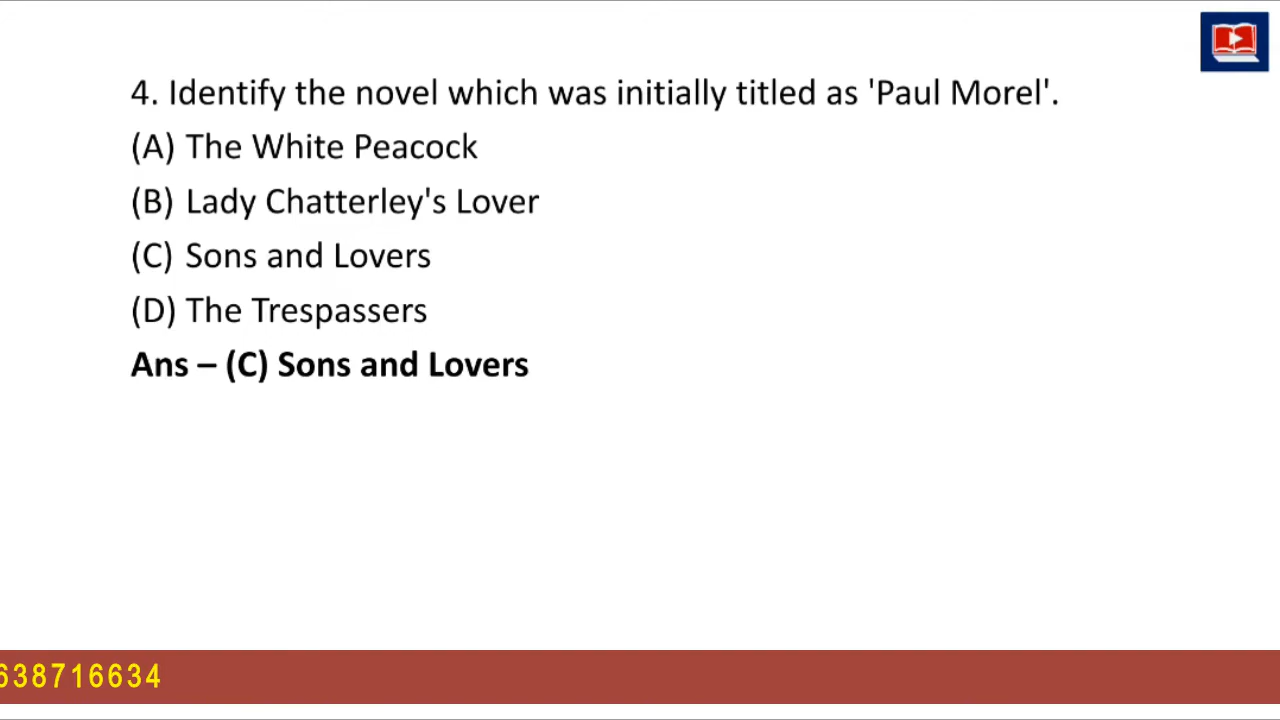 4. Identify the novel which was initially titled as 'Paul Morel'.
(A) The White Peacock
(B) Lady Chatterley's Lover
(C) Sons and Lovers
(D) The Trespassers
Ans – (C) Sons and Lovers
638716634